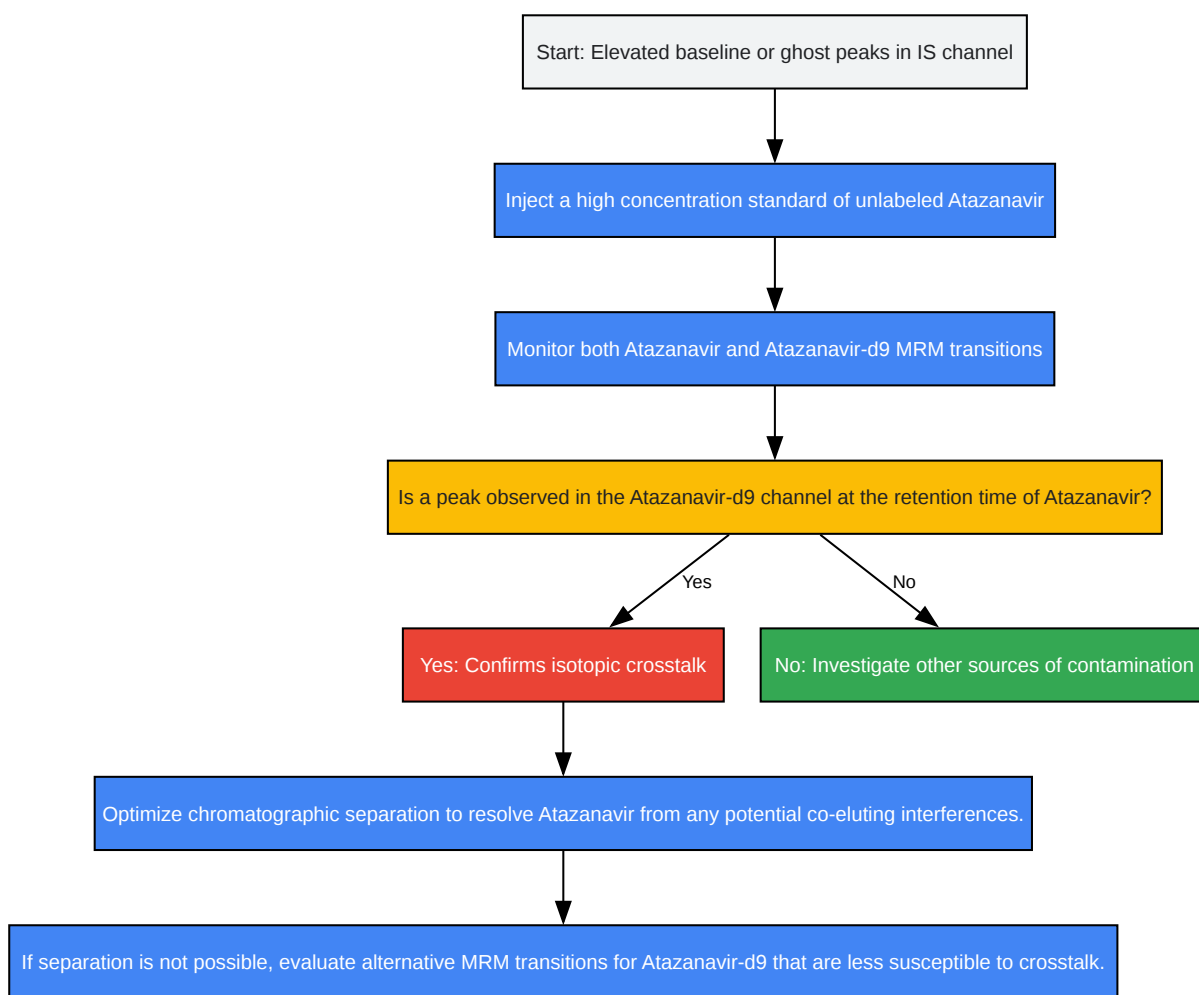 Start: Elevated baseline or ghost peaks in IS channel
Inject a high concentration standard of unlabeled Atazanavir
Monitor both Atazanavir and Atazanavir-d9 MRM transitions
Is a peak observed in the Atazanavir-d9 channel at the retention time of Atazanavir?
Yes
No
Yes: Confirms isotopic crosstalk
No: Investigate other sources of contamination
Optimize chromatographic separation to resolve Atazanavir from any potential co-eluting interferences.
If separation is not possible, evaluate alternative MRM transitions for Atazanavir-d9 that are less susceptible to crosstalk.